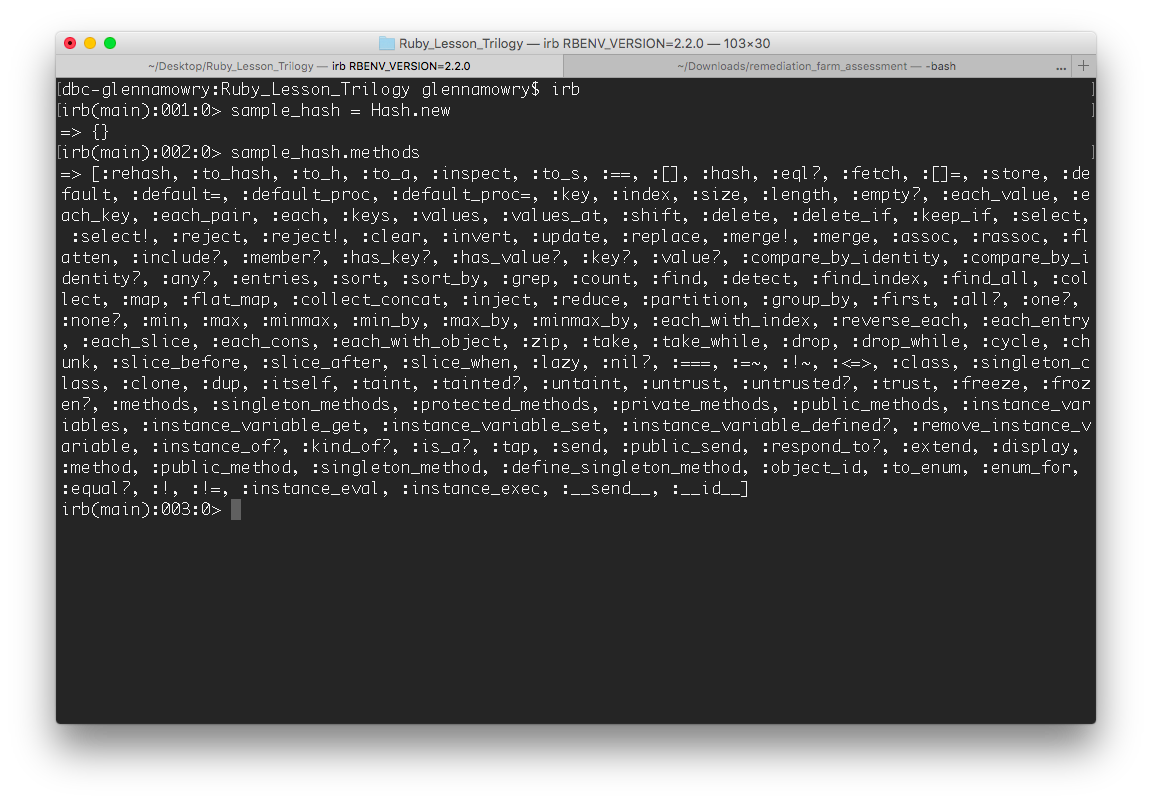 Ruby_Lesson_Trilogy — irb RBENV_VERSION=2.2.0 — 103×30
~/Desktop/Ruby_Lesson_Trilogy — irb RBENV_VERSION=2.2.0 ~/Downloads/remediation_farm_assessment — -bash ... +
[dbc-glennamowry:Ruby_Lesson_Trilogy glennamowry$ irb ]
[irb(main):001:0> sample_hash = Hash.new ]
=> {}
[irb(main):002:0> sample_hash.methods ]
=> [:rehash, :to_hash, :to_h, :to_a, :inspect, :to_s, :==, :[], :hash, :eql?, :fetch, :[]=, :store, :de
fault, :default=, :default_proc, :default_proc=, :key, :index, :size, :length, :empty?, :each_value, :e
ach_key, :each_pair, :each, :keys, :values, :values_at, :shift, :delete, :delete_if, :keep_if, :select,
 :select!, :reject, :reject!, :clear, :invert, :update, :replace, :merge!, :merge, :assoc, :rassoc, :fl
atten, :include?, :member?, :has_key?, :has_value?, :key?, :value?, :compare_by_identity, :compare_by_i
dentity?, :any?, :entries, :sort, :sort_by, :grep, :count, :find, :detect, :find_index, :find_all, :col
lect, :map, :flat_map, :collect_concat, :inject, :reduce, :partition, :group_by, :first, :all?, :one?,
:none?, :min, :max, :minmax, :min_by, :max_by, :minmax_by, :each_with_index, :reverse_each, :each_entry
, :each_slice, :each_cons, :each_with_object, :zip, :take, :take_while, :drop, :drop_while, :cycle, :ch
unk, :slice_before, :slice_after, :slice_when, :lazy, :nil?, :===, :=~, :!~, :<=>, :class, :singleton_c
lass, :clone, :dup, :itself, :taint, :tainted?, :untaint, :untrust, :untrusted?, :trust, :freeze, :froz
en?, :methods, :singleton_methods, :protected_methods, :private_methods, :public_methods, :instance_var
iables, :instance_variable_get, :instance_variable_set, :instance_variable_defined?, :remove_instance_v
ariable, :instance_of?, :kind_of?, :is_a?, :tap, :send, :public_send, :respond_to?, :extend, :display,
:method, :public_method, :singleton_method, :define_singleton_method, :object_id, :to_enum, :enum_for,
:equal?, :!, :!=, :instance_eval, :instance_exec, :__send__, :__id__]
irb(main):003:0>